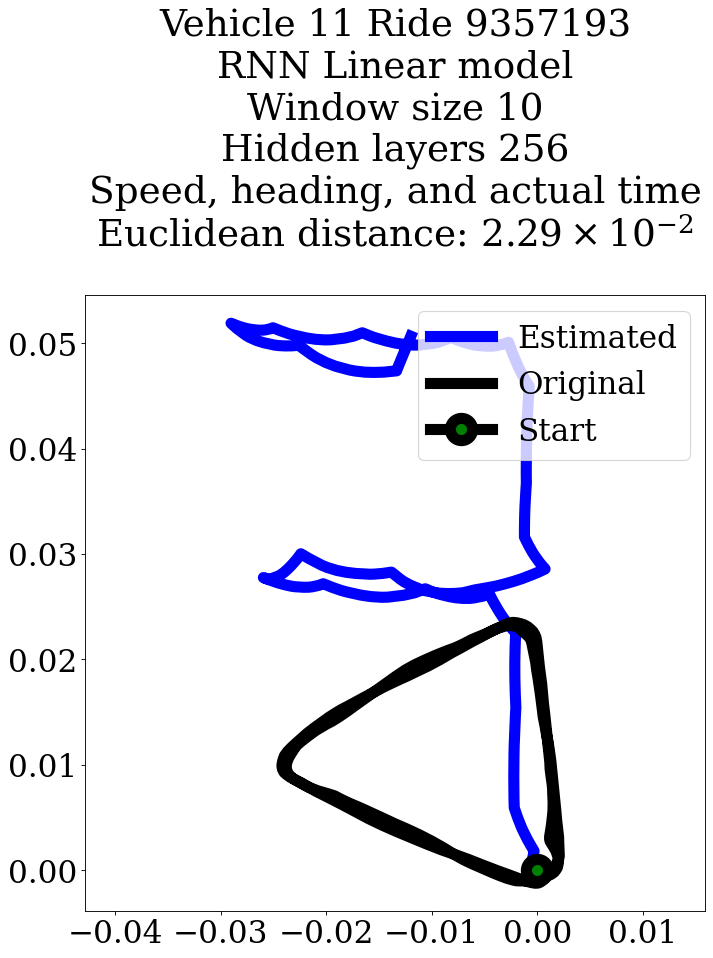 Vehicle 11 Ride 9357193
RNN Linear model
Window size 10
Hidden layers 256
Speed, heading, and actual time
Euclidean distance: 2.29 × 10⁻²
Estimated
Original
Start
0.05
0.04
0.03
0.02
0.01
0.00
−0.04 −0.03 −0.02 −0.01 0.00 0.01